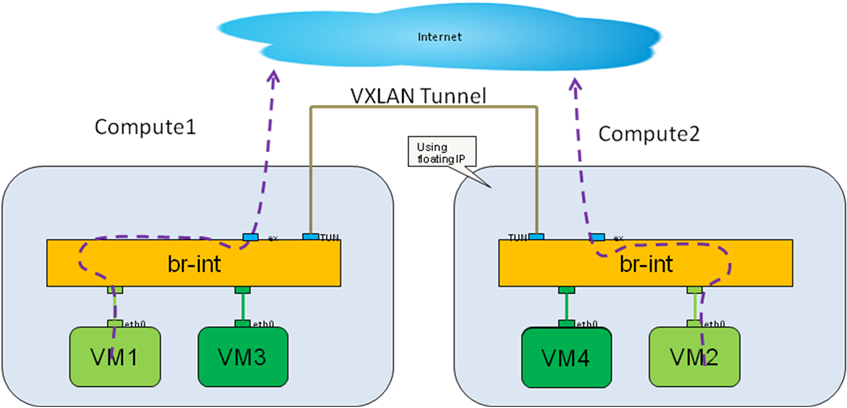 Internet
VXLAN Tunnel
Compute1
Compute2
Using
floatingIP
ex
TUN
TUN
br-int
br-int
eth0
eth0
eth0
eth0
VM1
VM3
VM4
VM2